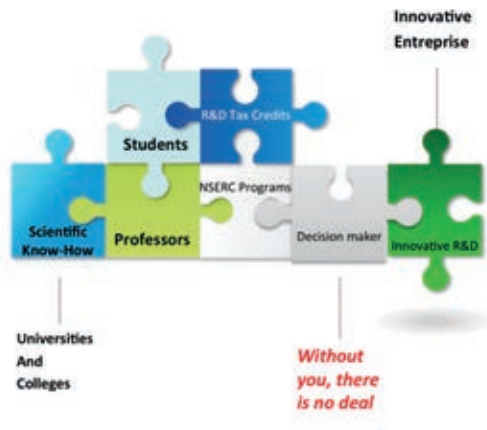 Innovative
Entreprise
R&D Tax Credits
Students
NSERC Programs
Scientific
Know-How
Professors
Decision maker
Innovative R&D
Universities
And
Colleges
Without
you, there
is no deal